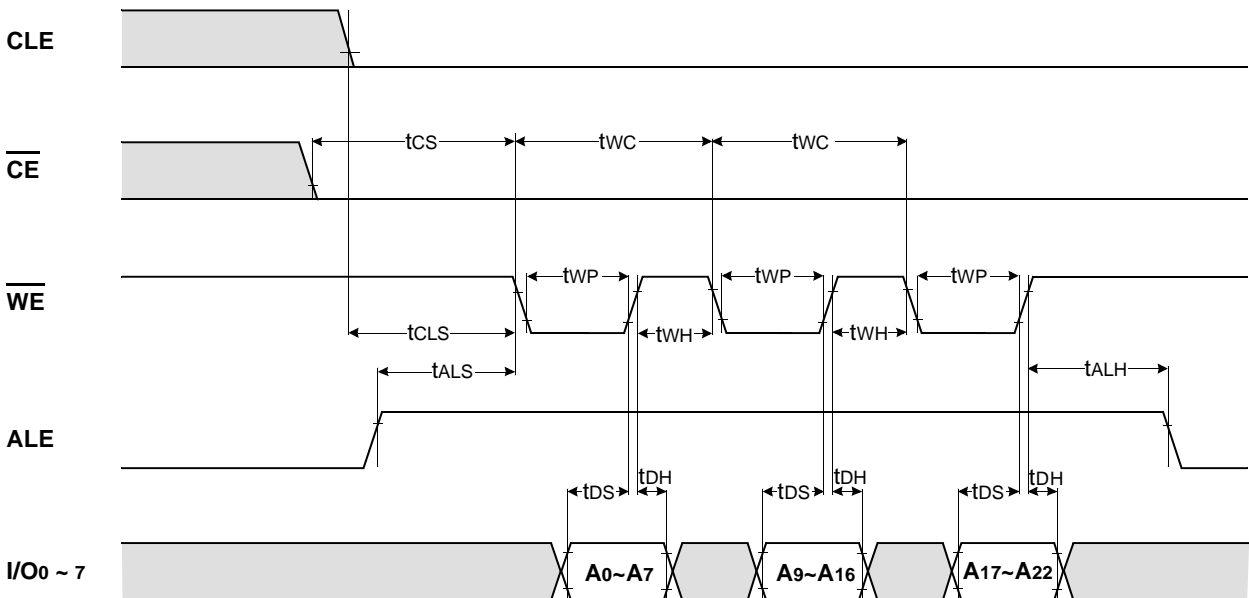 CLE
tCS tWC tWC
CE
tWP tWP tWP
WE
tCLS tWH tWH
tALS tALH
ALE
tDS tDH tDS tDH tDS tDH
I/O0 ~ 7 A0~A7 A9~A16 A17~A22